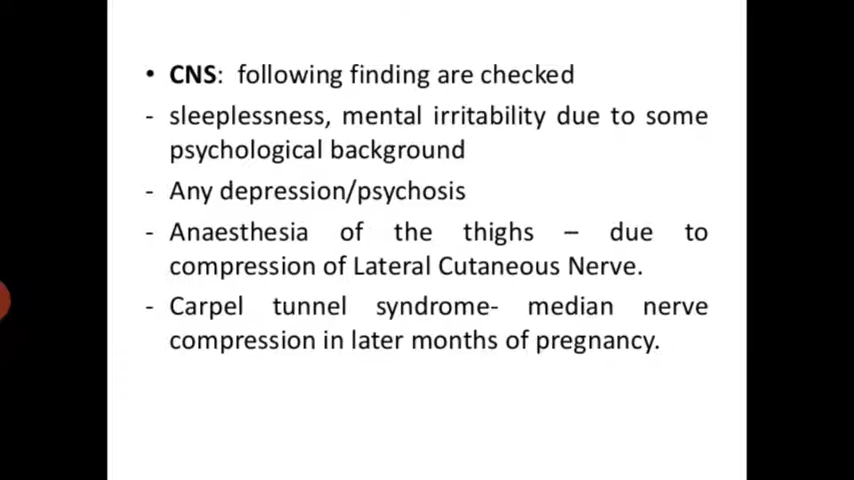 • CNS: following finding are checked
- sleeplessness, mental irritability due to some
psychological background
- Any depression/psychosis
- Anaesthesia of the thighs – due to
compression of Lateral Cutaneous Nerve.
- Carpel tunnel syndrome- median nerve
compression in later months of pregnancy.